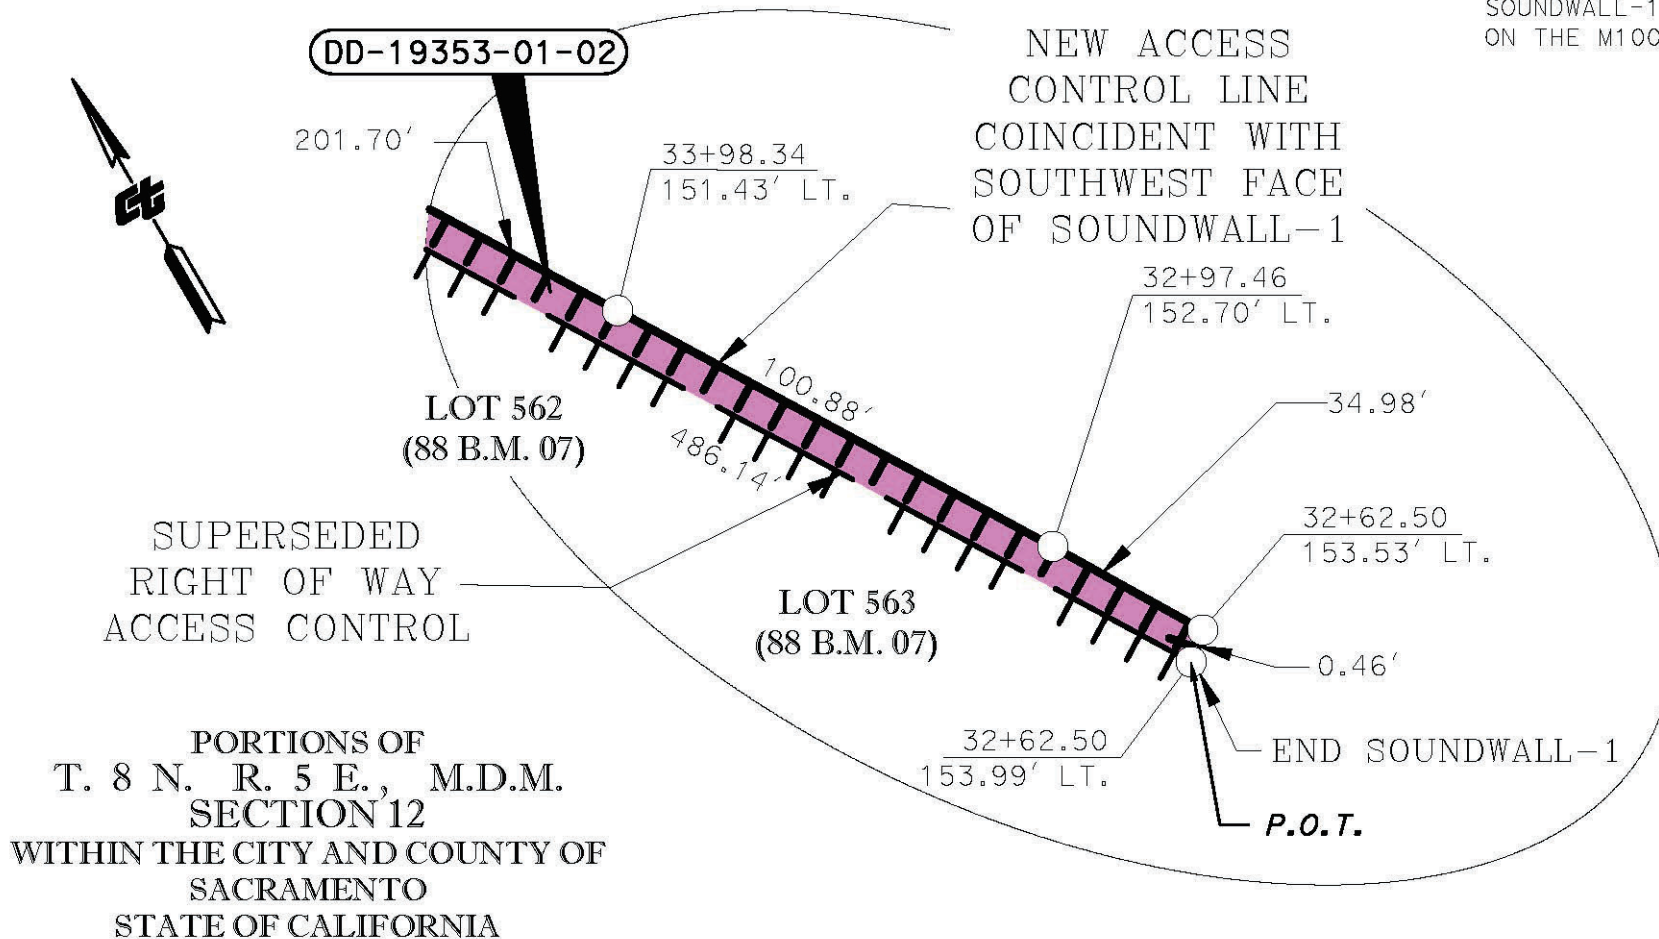 SOUNDWALL-1
ON THE M100
DD-19353-01-02
NEW ACCESS
CONTROL LINE
COINCIDENT WITH
SOUTHWEST FACE
OF SOUNDWALL-1
201.70′
33+98.34
151.43′ LT.
ct
32+97.46
152.70′ LT.
100.88′
34.98′
LOT 562
(88 B.M. 07)
486.14′
32+62.50
153.53′ LT.
SUPERSEDED
RIGHT OF WAY
ACCESS CONTROL
LOT 563
(88 B.M. 07)
0.46′
32+62.50
153.99′ LT.
END SOUNDWALL-1
P.O.T.
PORTIONS OF
T. 8 N. R. 5 E., M.D.M.
SECTION 12
WITHIN THE CITY AND COUNTY OF
SACRAMENTO
STATE OF CALIFORNIA